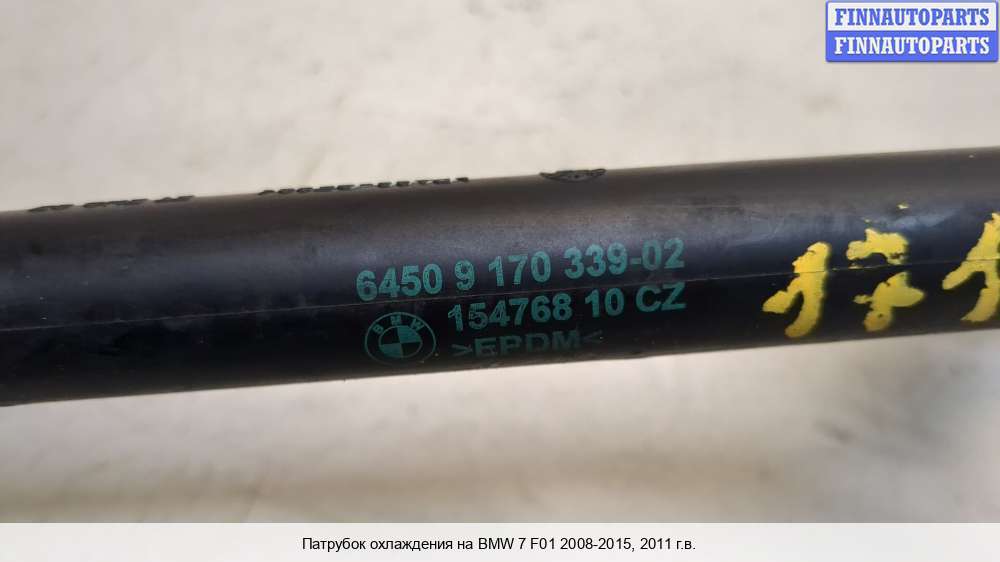 FINNAUTOPARTS
FINNAUTOPARTS
6450 9 170 339-02
BMW
154768 10 CZ
>EPDM<
171
Патрубок охлаждения на BMW 7 F01 2008-2015, 2011 г.в.